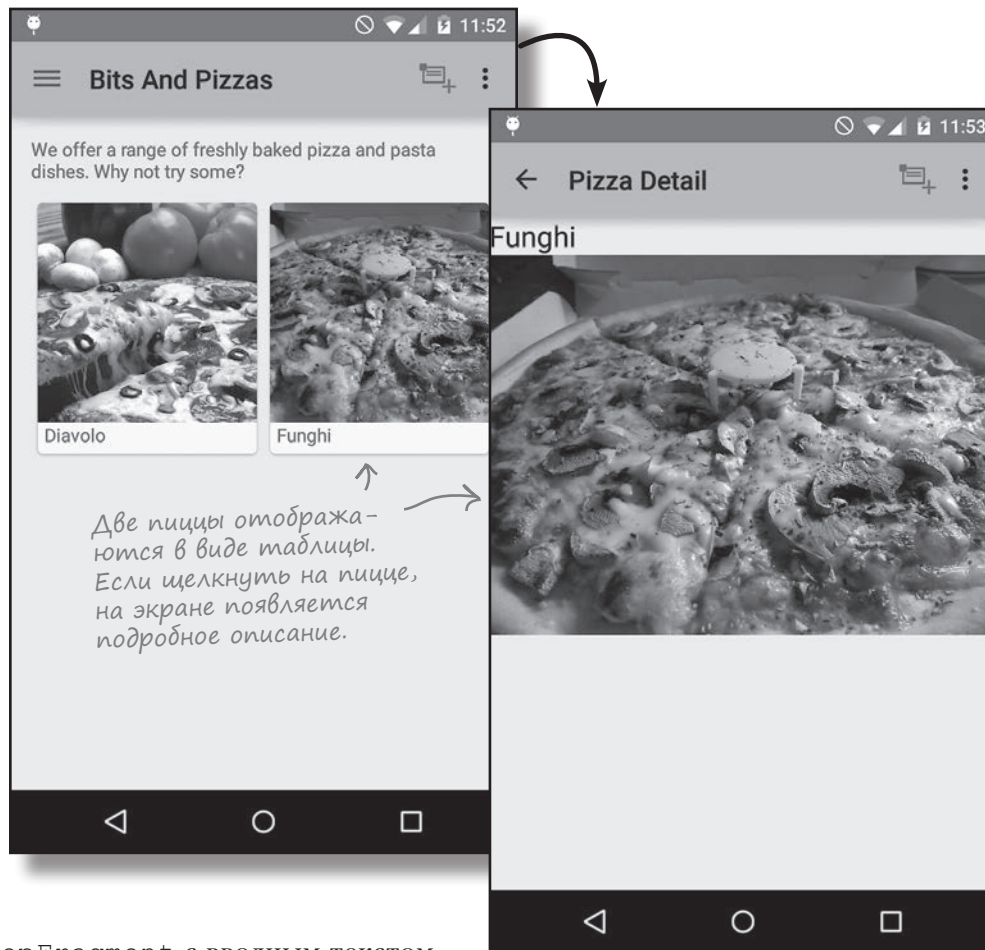 11:52
Bits And Pizzas
We offer a range of freshly baked pizza and pasta
dishes. Why not try some?
Diavolo
Funghi
11:53
Pizza Detail
Funghi
Две пиццы отобража-
ются в виде таблицы.
Если щелкнуть на пицце,
на экране появляется
подробное описание.
с вводным текстом